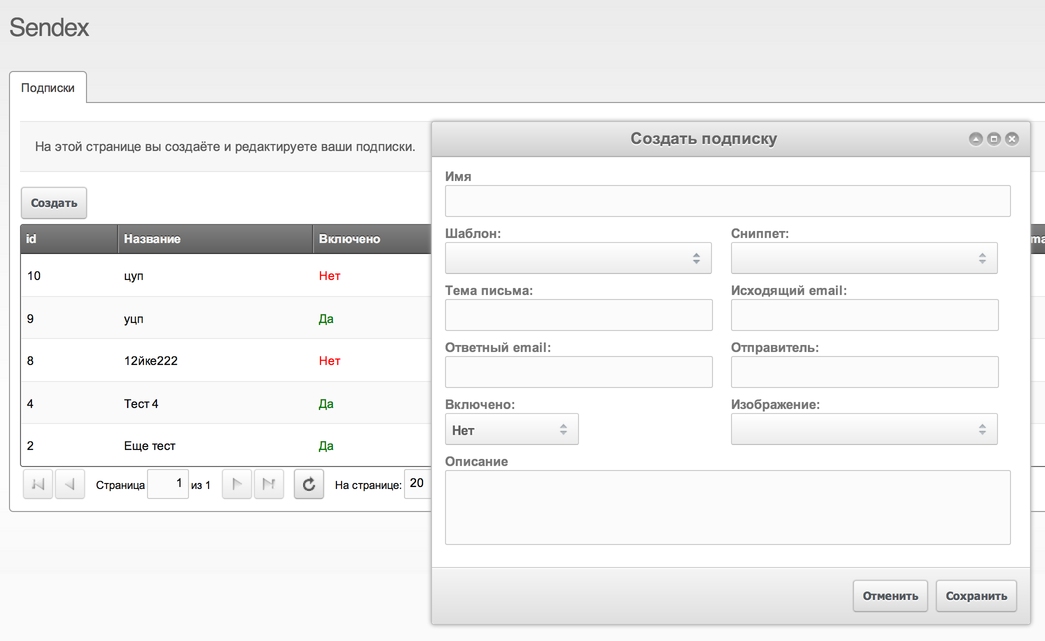 Sendex
Подписки
На этой странице вы создаёте и редактируете ваши подписки.
Создать
id Название Включено
10 цуп Нет
9 уцп Да
8 12йке222 Нет
4 Тест 4 Да
2 Еще тест Да
Страница 1 из 1 На странице: 20
Создать подписку
Имя
Шаблон: Сниппет:
Тема письма: Исходящий email:
Ответный email: Отправитель:
Включено: Изображение:
Нет
Описание
Отменить Сохранить